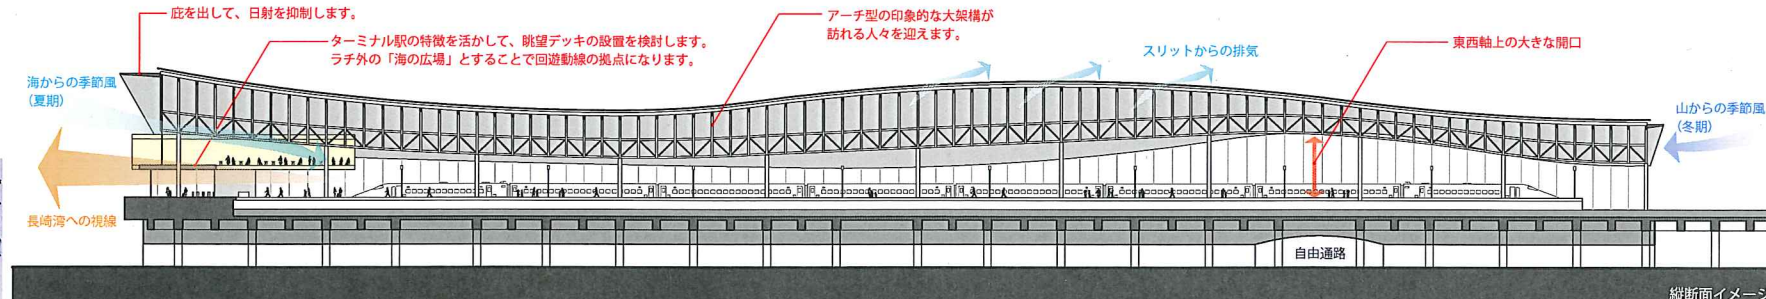 庇を出して、日射を抑制します。
ターミナル駅の特徴を活かして、眺望デッキの設置を検討します。
ラチ外の「海の広場」とすることで回遊動線の拠点になります。
アーチ型の印象的な大架構が
訪れる人々を迎えます。
スリットからの排気
東西軸上の大きな開口
海からの季節風
(夏期)
山からの季節風
(冬期)
長崎湾への視線
自由通路
縦断面イメージ